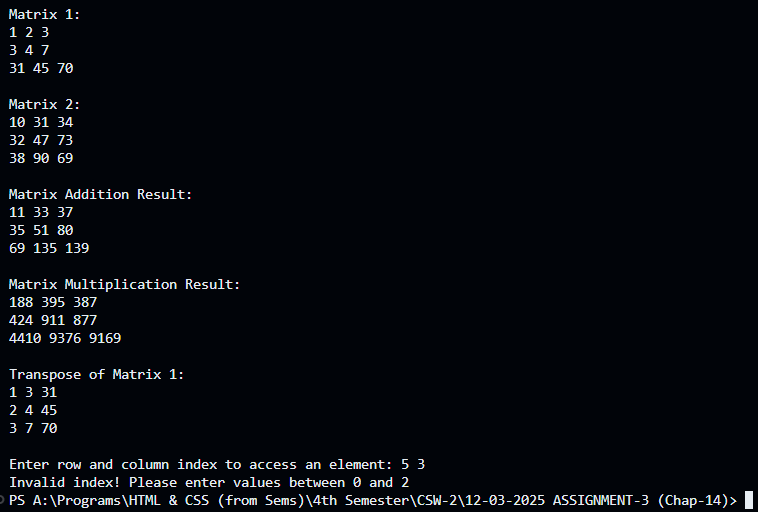 Matrix 1:
1 2 3
3 4 7
31 45 70
Matrix 2:
10 31 34
32 47 73
38 90 69
Matrix Addition Result:
11 33 37
35 51 80
69 135 139
Matrix Multiplication Result:
188 395 387
424 911 877
4410 9376 9169
Transpose of Matrix 1:
1 3 31
2 4 45
3 7 70
Enter row and column index to access an element: 5 3
Invalid index! Please enter values between 0 and 2
PS A:\Programs\HTML & CSS (from Sems)\4th Semester\CSW-2\12-03-2025 ASSIGNMENT-3 (Chap-14)>